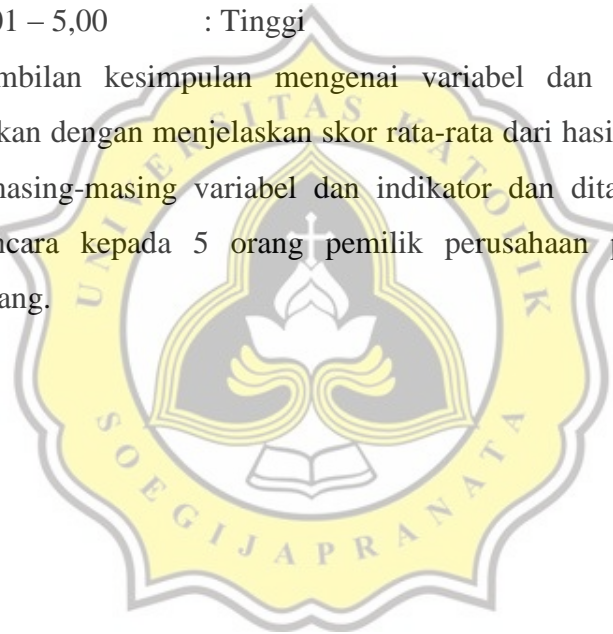 01 – 5,00 : Tinggi
mbilan kesimpulan mengenai variabel dan
kan dengan menjelaskan skor rata-rata dari hasi
nasing-masing variabel dan indikator dan dita
ncara kepada 5 orang pemilik perusahaan p
ang.
UNIVERSITAS KATOLIK
SOEGIJAPRANATA